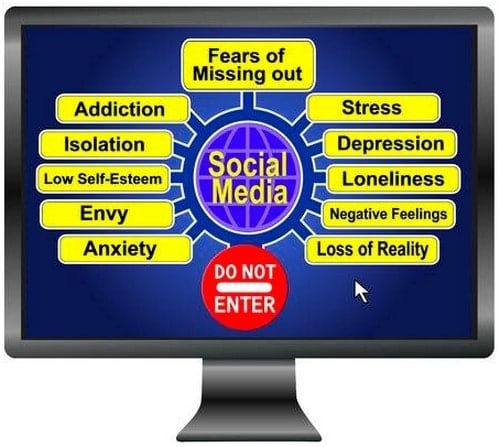 Fears of
Missing out
Addiction
Stress
Isolation
Depression
Low Self-Esteem
Social
Media
Loneliness
Envy
Negative Feelings
Anxiety
Loss of Reality
DO NOT
ENTER